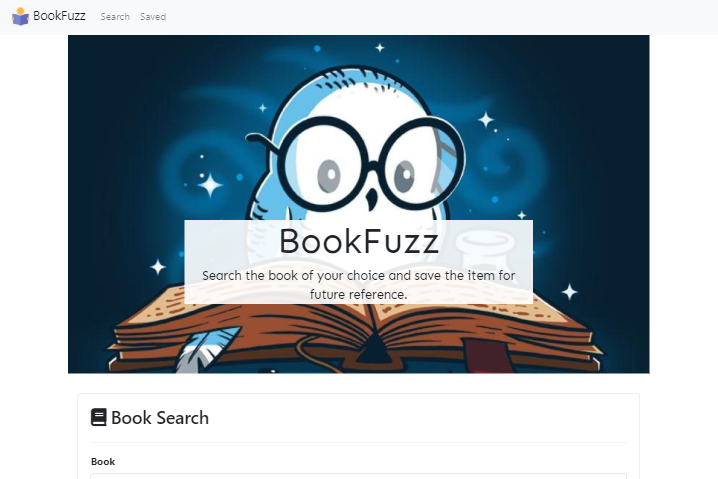 BookFuzz Search Saved
BookFuzz
Search the book of your choice and save the item for
future reference.
Book Search
Book